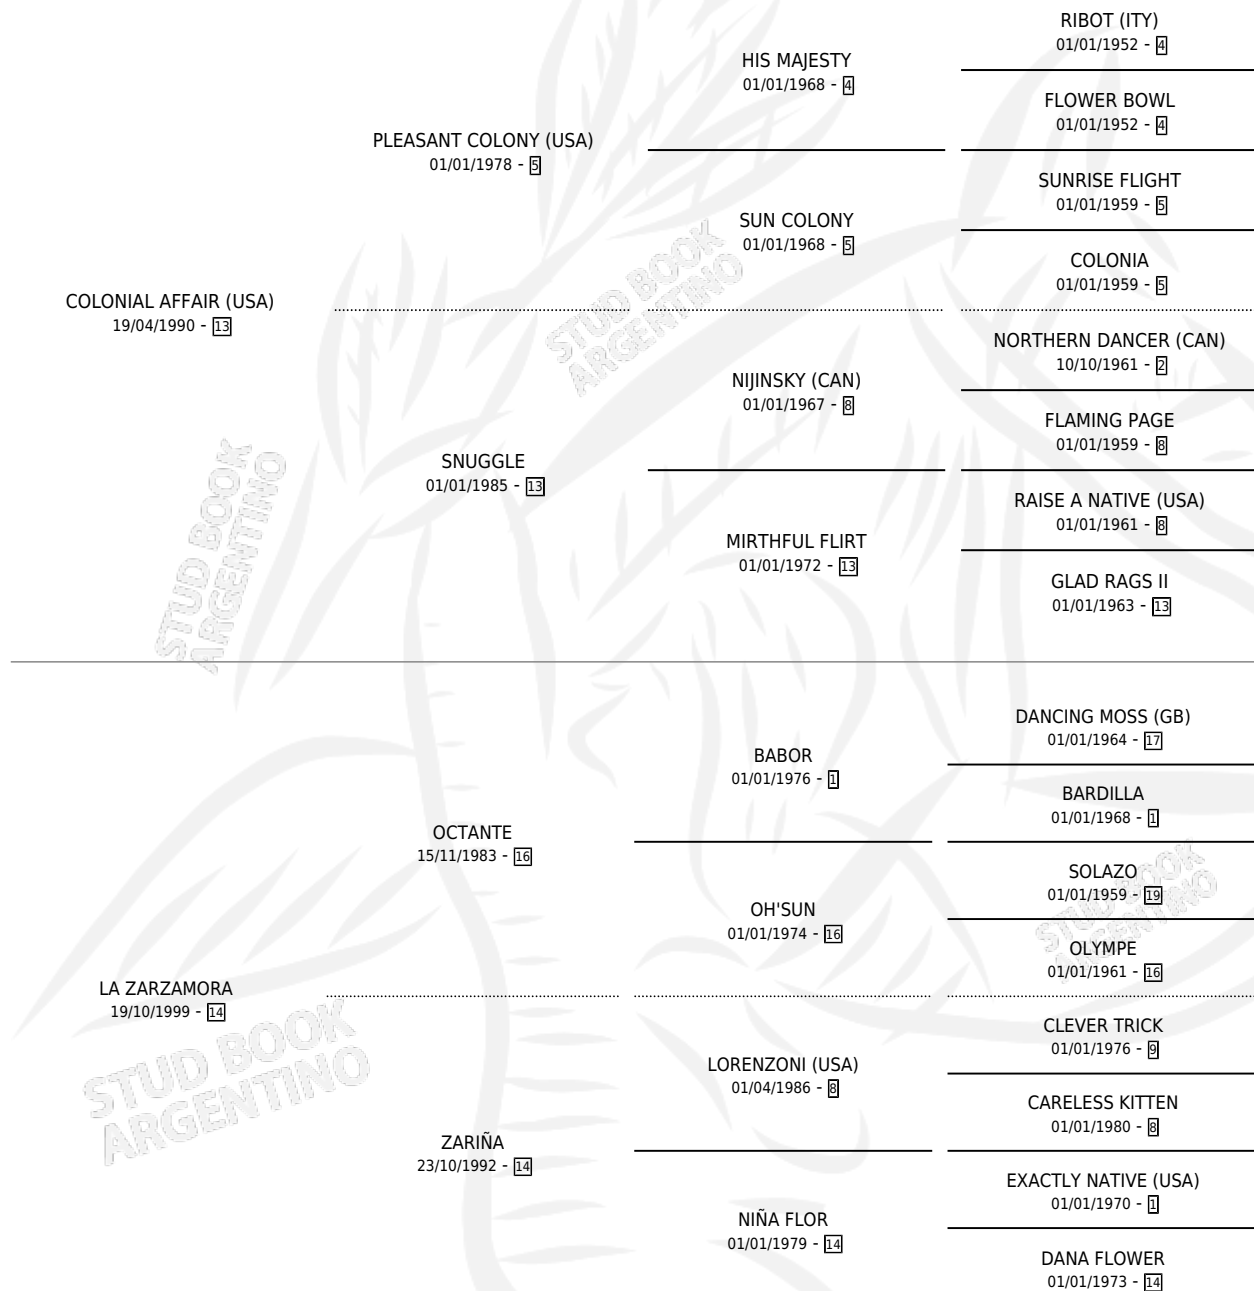 RIBOT (ITY)
01/01/1952 - 4
HIS MAJESTY
01/01/1968 - 4
FLOWER BOWL
01/01/1952 - 4
PLEASANT COLONY (USA)
01/01/1978 - 5
SUNRISE FLIGHT
01/01/1959 - 5
SUN COLONY
01/01/1968 - 5
COLONIA
01/01/1959 - 5
COLONIAL AFFAIR (USA)
19/04/1990 - 13
NORTHERN DANCER (CAN)
10/10/1961 - 2
NIJINSKY (CAN)
01/01/1967 - 8
FLAMING PAGE
01/01/1959 - 8
SNUGGLE
01/01/1985 - 13
RAISE A NATIVE (USA)
01/01/1961 - 8
MIRTHFUL FLIRT
01/01/1972 - 13
GLAD RAGS II
01/01/1963 - 13
DANCING MOSS (GB)
01/01/1964 - 17
BABOR
01/01/1976 - 1
BARDILLA
01/01/1968 - 1
OCTANTE
15/11/1983 - 16
SOLAZO
01/01/1959 - 19
OH'SUN
01/01/1974 - 16
OLYMPE
01/01/1961 - 16
LA ZARZAMORA
19/10/1999 - 14
CLEVER TRICK
01/01/1976 - 9
LORENZONI (USA)
01/04/1986 - 8
CARELESS KITTEN
01/01/1980 - 8
ZARIÑA
23/10/1992 - 14
EXACTLY NATIVE (USA)
01/01/1970 - 1
NIÑA FLOR
01/01/1979 - 14
DANA FLOWER
01/01/1973 - 14
STUD BOOK
ARGENTINO
STUD BOOK
ARGENTINO
STUD BOOK
ARGENTINO
STUD BOOK
ARGENTINO